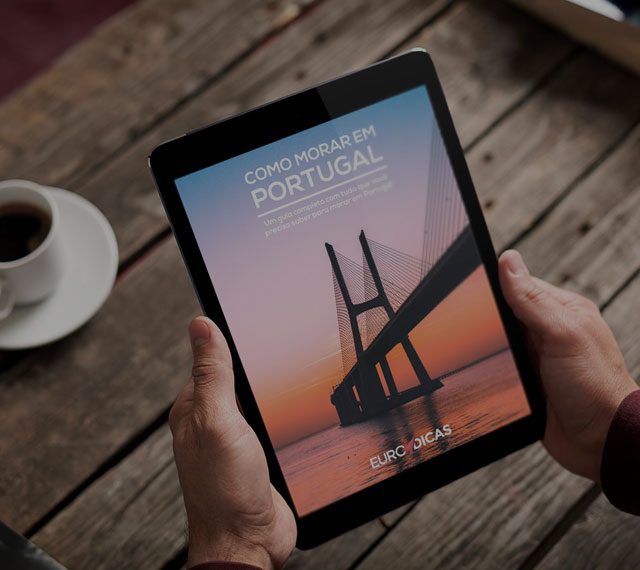 COMO MORAR EM
PORTUGAL
Um guia completo com tudo que você
precisa saber para morar em Portugal
EURODICAS